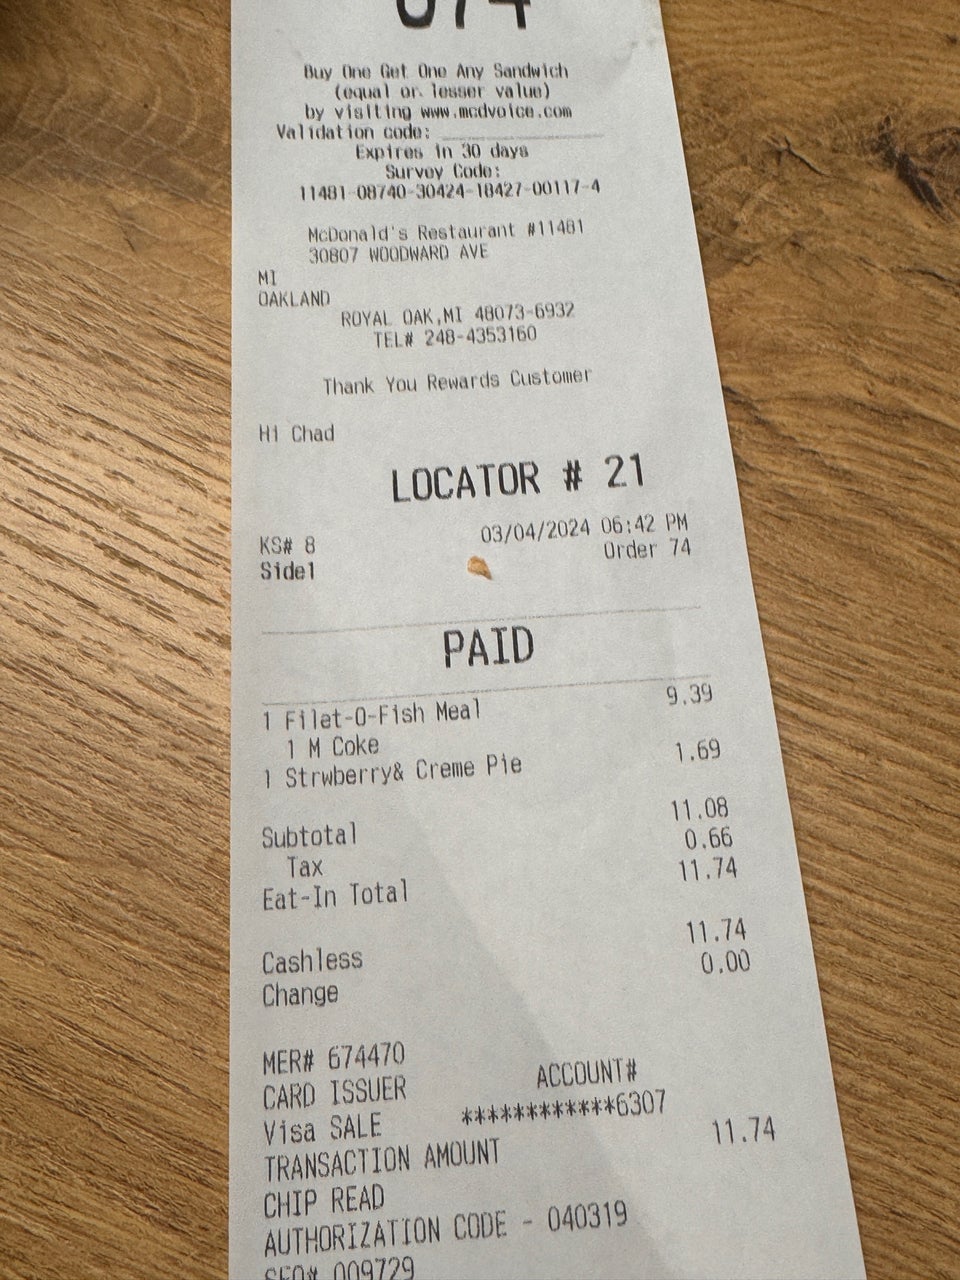 074
Buy One Get One Any Sandwich
(equal or lesser value)
by visiting www.mcdvoice.com
Validation code: ____________
Expires in 30 days
Survey Code:
11481-08740-30424-18427-00117-4
McDonald's Restaurant #11481
30807 WOODWARD AVE
MI
OAKLAND
ROYAL OAK,MI 48073-6932
TEL# 248-4353160
Thank You Rewards Customer
Hi Chad
LOCATOR # 21
KS# 8 03/04/2024 06:42 PM
Side1 Order 74
PAID
1 Filet-O-Fish Meal 9.39
1 M Coke
1 Strwberry& Creme Pie 1.69
Subtotal 11.08
Tax 0.66
Eat-In Total 11.74
Cashless 11.74
Change 0.00
MER# 674470
CARD ISSUER ACCOUNT#
Visa SALE ************6307
TRANSACTION AMOUNT 11.74
CHIP READ
AUTHORIZATION CODE - 040319
SEQ# 009729